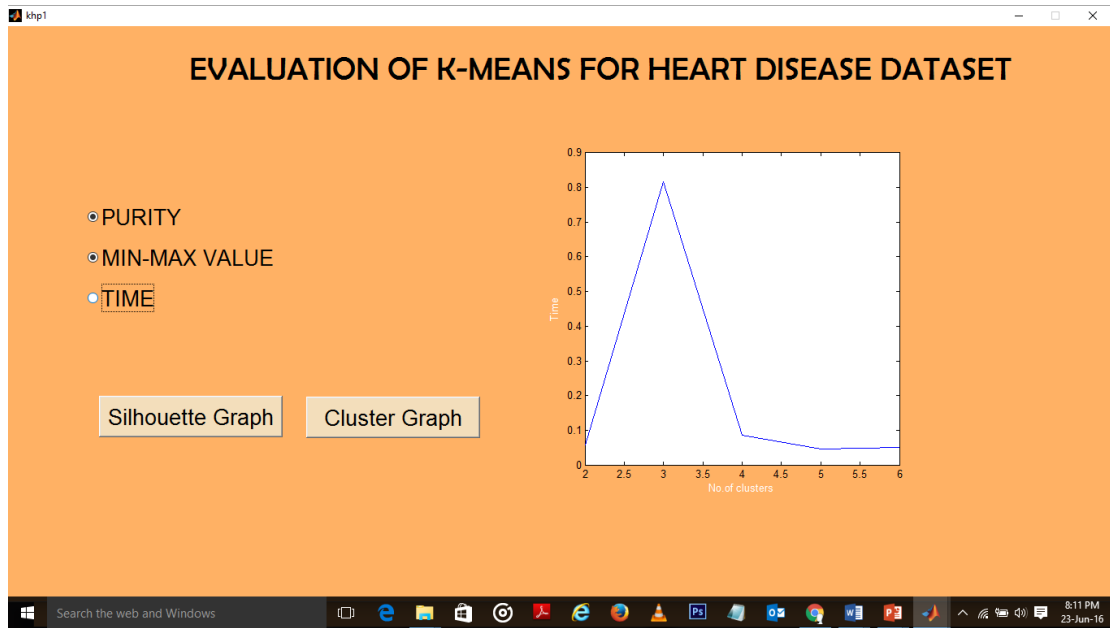 khp1
EVALUATION OF K-MEANS FOR HEART DISEASE DATASET
PURITY
MIN-MAX VALUE
TIME
Silhouette Graph
Cluster Graph
0.9
0.8
0.7
0.6
0.5
0.4
0.3
0.2
0.1
0
Time
2 2.5 3 3.5 4 4.5 5 5.5 6
No.of clusters
Search the web and Windows
8:11 PM
23-Jun-16